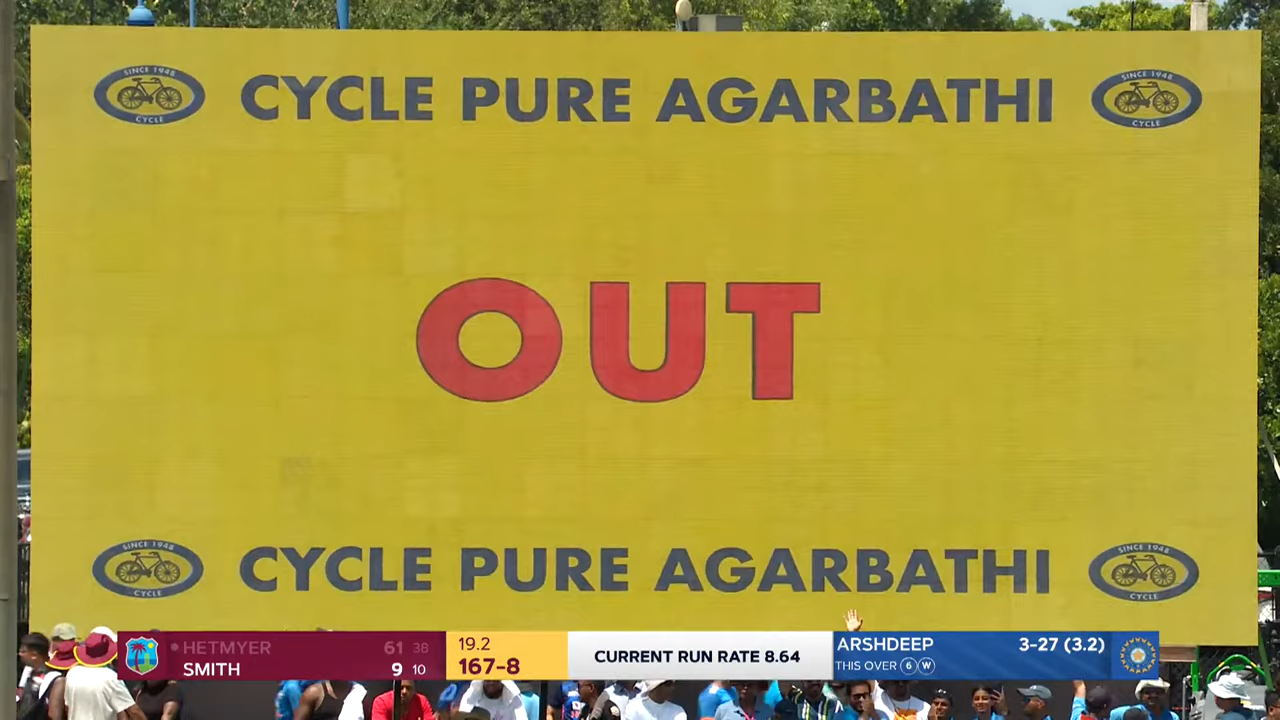 SINCE 1948
CYCLE
CYCLE PURE AGARBATHI
SINCE 1948
CYCLE
OUT
SINCE 1948
CYCLE
CYCLE PURE AGARBATHI
SINCE 1948
CYCLE
HETMYER 61 38
SMITH 9 10
19.2
167-8
CURRENT RUN RATE 8.64
ARSHDEEP 3-27 (3.2)
THIS OVER 6 W